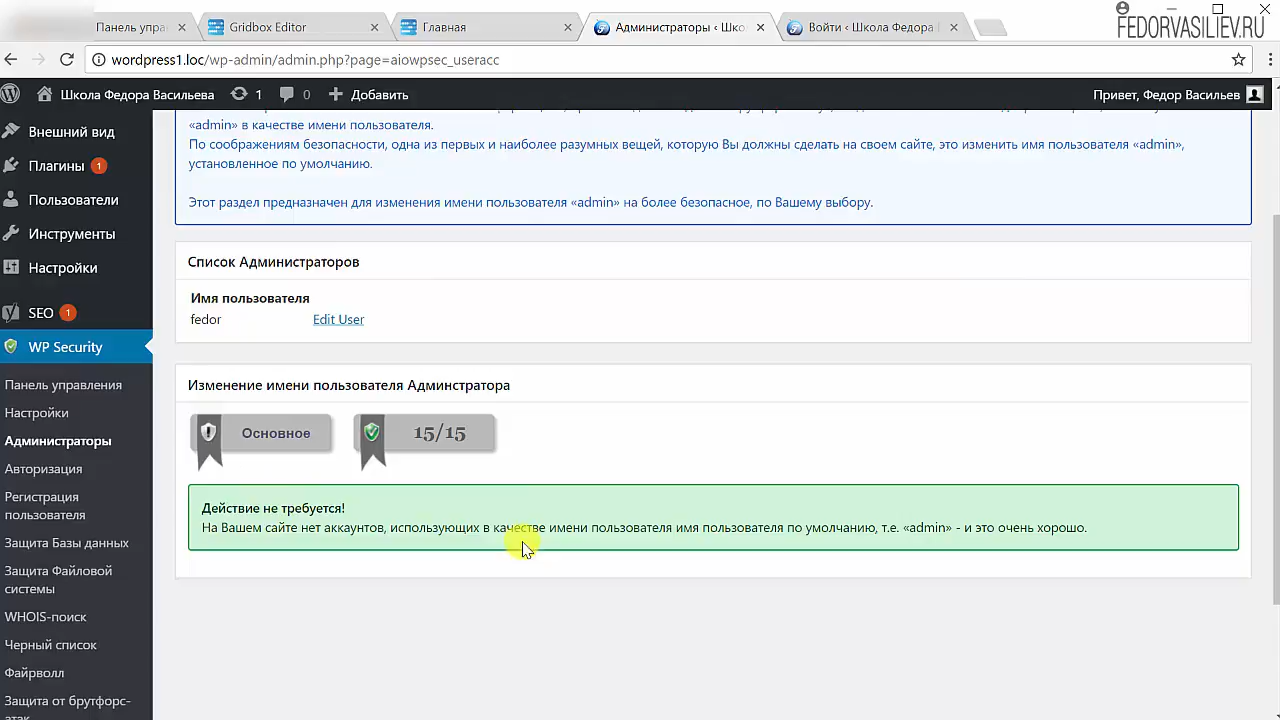 Панель упра
Gridbox Editor
Главная
Администраторы ‹ Шко
Войти ‹ Школа Федора
FEDORVASILIEV.RU
wordpress1.loc/wp-admin/admin.php?page=aiowpsec_useracc
Школа Федора Васильева
1
0
Добавить
Привет, Федор Васильев
Внешний вид
Плагины 1
Пользователи
Инструменты
Настройки
SEO 1
WP Security
Панель управления
Настройки
Администраторы
Авторизация
Регистрация
пользователя
Защита Базы данных
Защита Файловой
системы
WHOIS-поиск
Черный список
Файрволл
Защита от брутфорс-
атак
«admin» в качестве имени пользователя.
По соображениям безопасности, одна из первых и наиболее разумных вещей, которую Вы должны сделать на своем сайте, это изменить имя пользователя «admin»,
установленное по умолчанию.
Этот раздел предназначен для изменения имени пользователя «admin» на более безопасное, по Вашему выбору.
Список Администраторов
Имя пользователя
fedor Edit User
Изменение имени пользователя Админстратора
Основное 15/15
Действие не требуется!
На Вашем сайте нет аккаунтов, использующих в качестве имени пользователя имя пользователя по умолчанию, т.е. «admin» - и это очень хорошо.